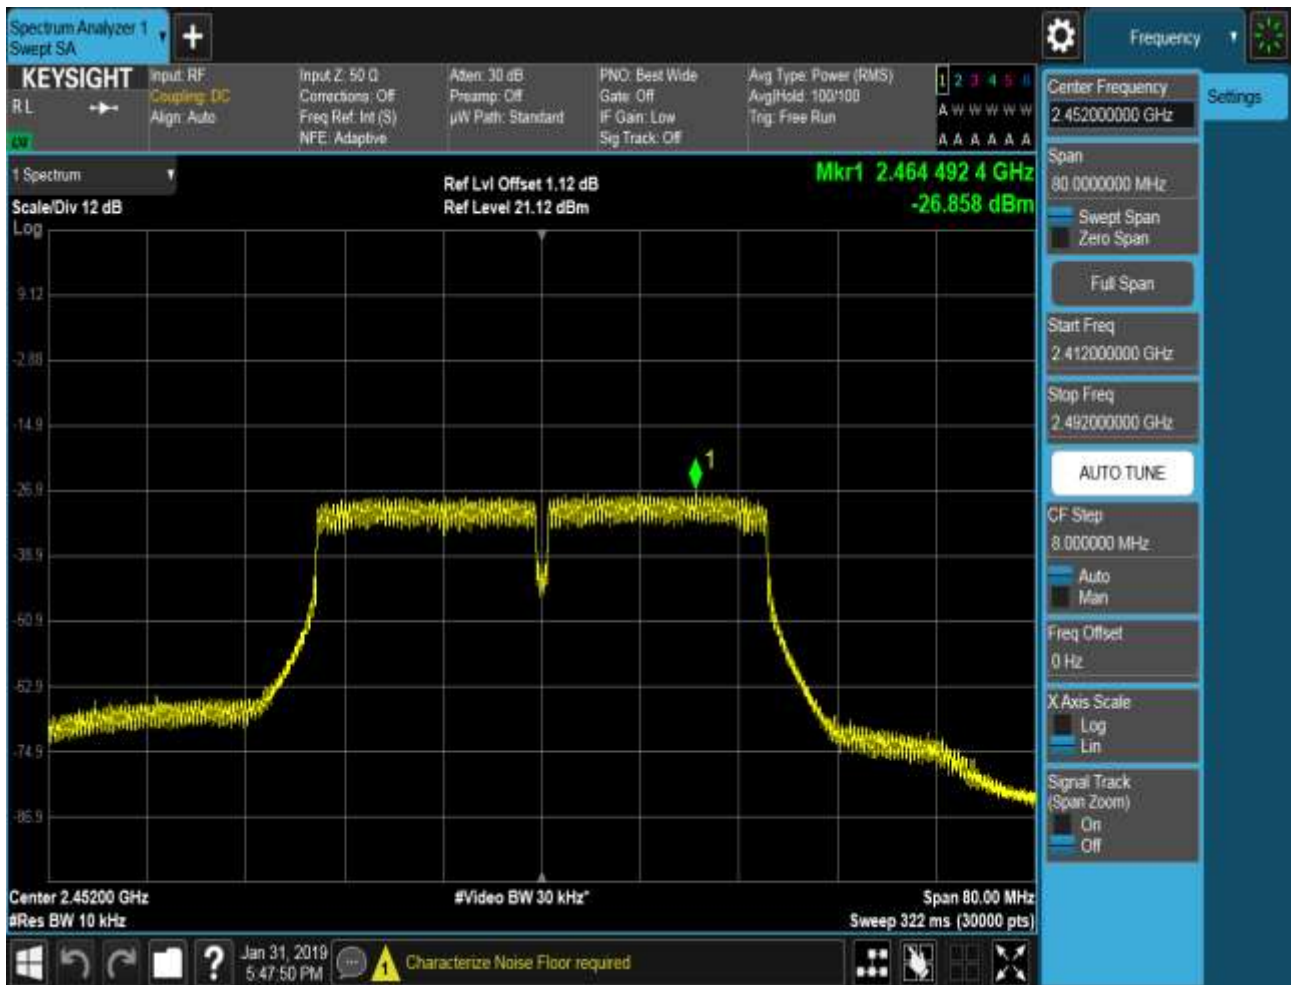 Spectrum Analyzer 1
Swept SA
+
Frequency
KEYSIGHT
R L
Input: RF
Coupling: DC
Align: Auto
Input Z: 50 Ω
Corrections: Off
Freq Ref: Int (S)
NFE: Adaptive
Atten: 30 dB
Preamp: Off
µW Path: Standard
PNO: Best Wide
Gate: Off
IF Gain: Low
Sig Track: Off
Avg Type: Power (RMS)
Avg|Hold: 100/100
Trig: Free Run
1 2 3 4 5 6
A W W W W W
A A A A A A
1 Spectrum
Scale/Div 12 dB
Log
Ref Lvl Offset 1.12 dB
Ref Level 21.12 dBm
Mkr1 2.464 492 4 GHz
-26.858 dBm
9.12
-2.88
-14.9
-26.9
-38.9
-50.9
-62.9
-74.9
-86.9
1
Center 2.45200 GHz
#Res BW 10 kHz
#Video BW 30 kHz*
Span 80.00 MHz
Sweep 322 ms (30000 pts)
Center Frequency
2.452000000 GHz
Settings
Span
80.0000000 MHz
Swept Span
Zero Span
Full Span
Start Freq
2.412000000 GHz
Stop Freq
2.492000000 GHz
AUTO TUNE
CF Step
8.000000 MHz
Auto
Man
Freq Offset
0 Hz
X Axis Scale
Log
Lin
Signal Track
(Span Zoom)
On
Off
?
Jan 31, 2019
5:47:50 PM
1
Characterize Noise Floor required